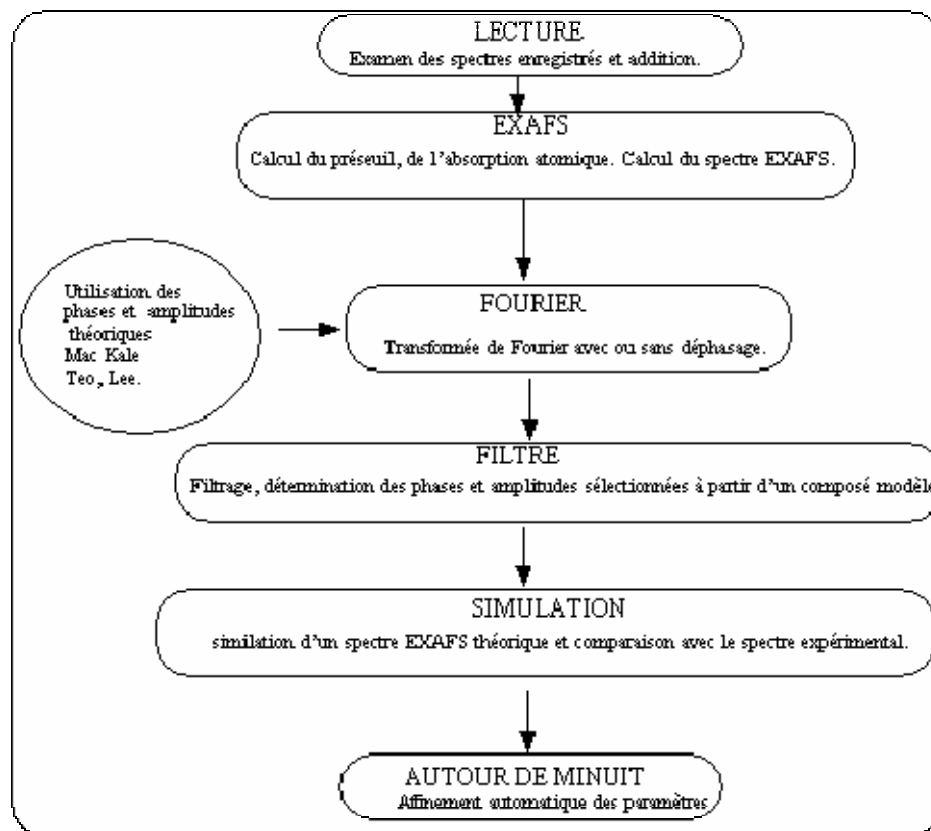 LECTURE
Examen des spectres enregistrés et addition.
EXAFS
Calcul du préseuil, de l'absorption atomique. Calcul du spectre EXAFS.
Utilisation des
phases et amplitudes
théoriques
Mac Kale
Teo, Lee.
FOURIER
Transformée de Fourier avec ou sans déphasage.
FILTRE
Filtrage, détermination des phases et amplitudes sélectionnées à partir d'un composé modèle
SIMULATION
similation d'un spectre EXAFS théorique et comparaison avec le spectre expérimental.
AUTOUR DE MINUIT
Affinement automatique des paramètres